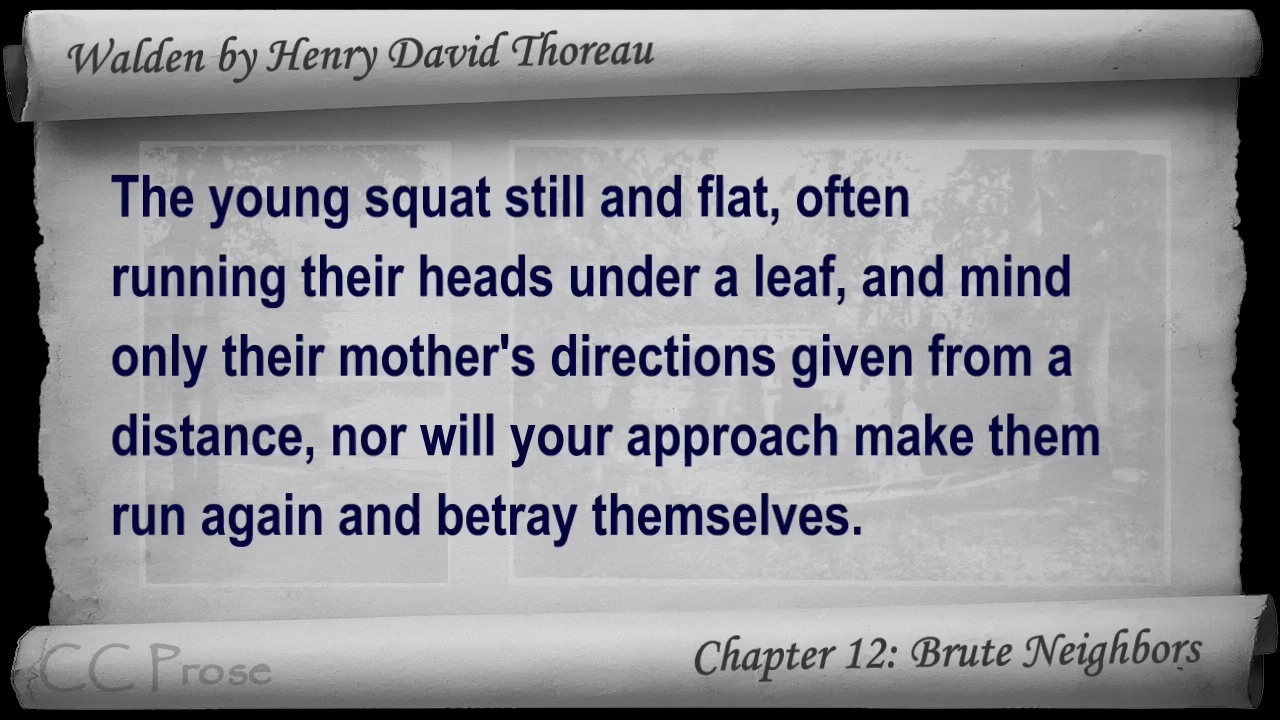 Walden by Henry David Thoreau
The young squat still and flat, often
running their heads under a leaf, and mind
only their mother's directions given from a
distance, nor will your approach make them
run again and betray themselves.
CC Prose
Chapter 12: Brute Neighbors